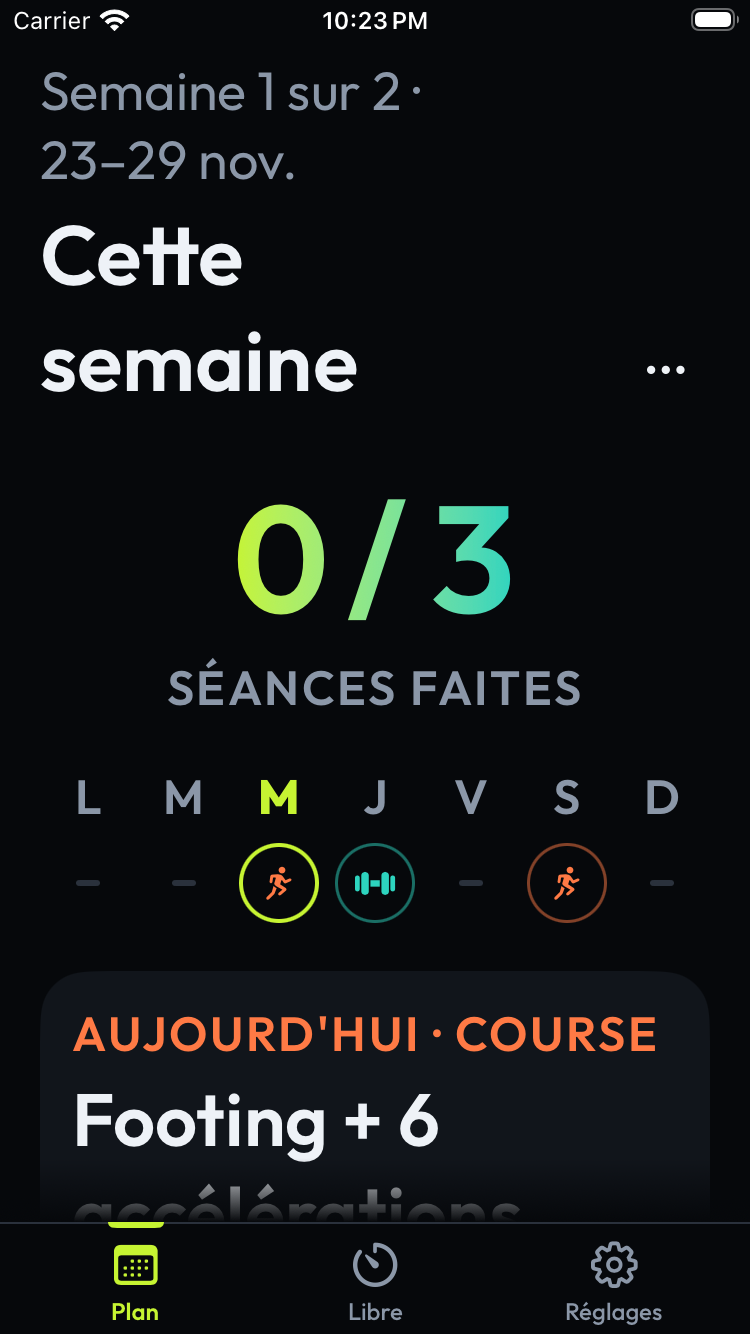 Carrier 10:23 PM
Semaine 1 sur 2 ·
23–29 nov.
Cette
semaine
0/3
SÉANCES FAITES
L M M J V S D
AUJOURD'HUI · COURSE
Footing + 6
accélérations
Plan Libre Réglages